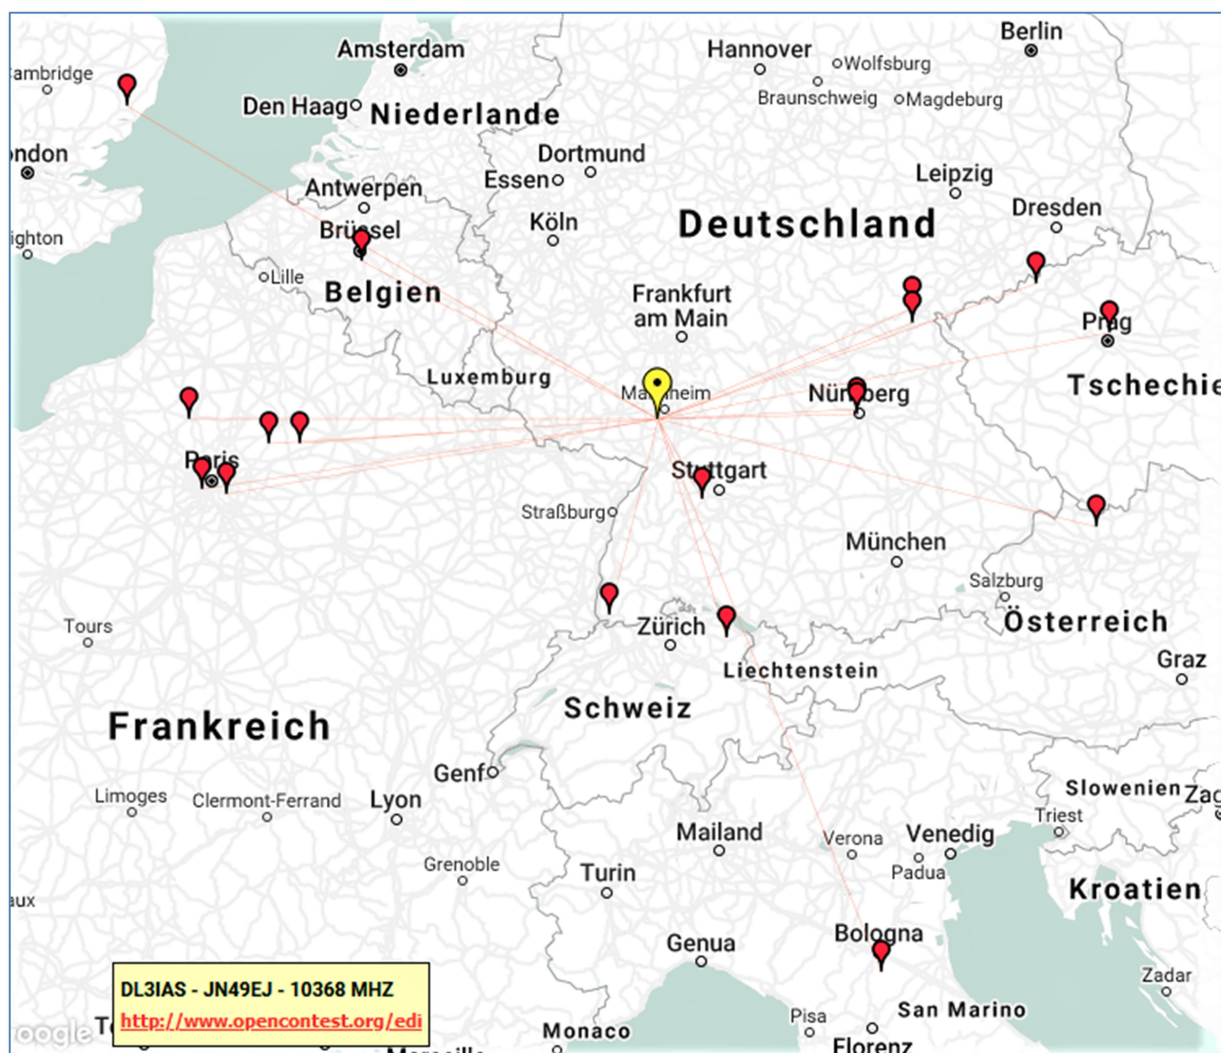 Berlin
Amsterdam
Hannover
Wolfsburg
ambridge
Braunschweig
Magdeburg
Den Haag
Niederlande
ondon
Dortmund
Essen
Leipzig
Antwerpen
Dresden
Köln
Deutschland
Brüssel
ighton
Lille
Belgien
Frankfurt
am Main
Prag
Luxemburg
Tschechie
Mannheim
Nürnberg
Paris
Stuttgart
Straßburg
München
Salzburg
Österreich
Tours
Zürich
Graz
Liechtenstein
Schweiz
Frankreich
Genf
Slowenien
Zag
Limoges
Clermont-Ferrand
Lyon
Triest
Mailand
Verona
Venedig
Grenoble
Turin
Padua
Kroatien
aux
Bologna
Genua
Zadar
DL3IAS - JN49EJ - 10368 MHZ
San Marino
http://www.opencontest.org/edi
Pisa
oogle
Monaco
Florenz